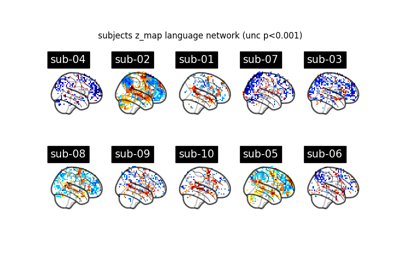 subjects z_map language network (unc p<0.001)
sub-04 sub-02 sub-01 sub-07 sub-03
sub-08 sub-09 sub-10 sub-05 sub-06